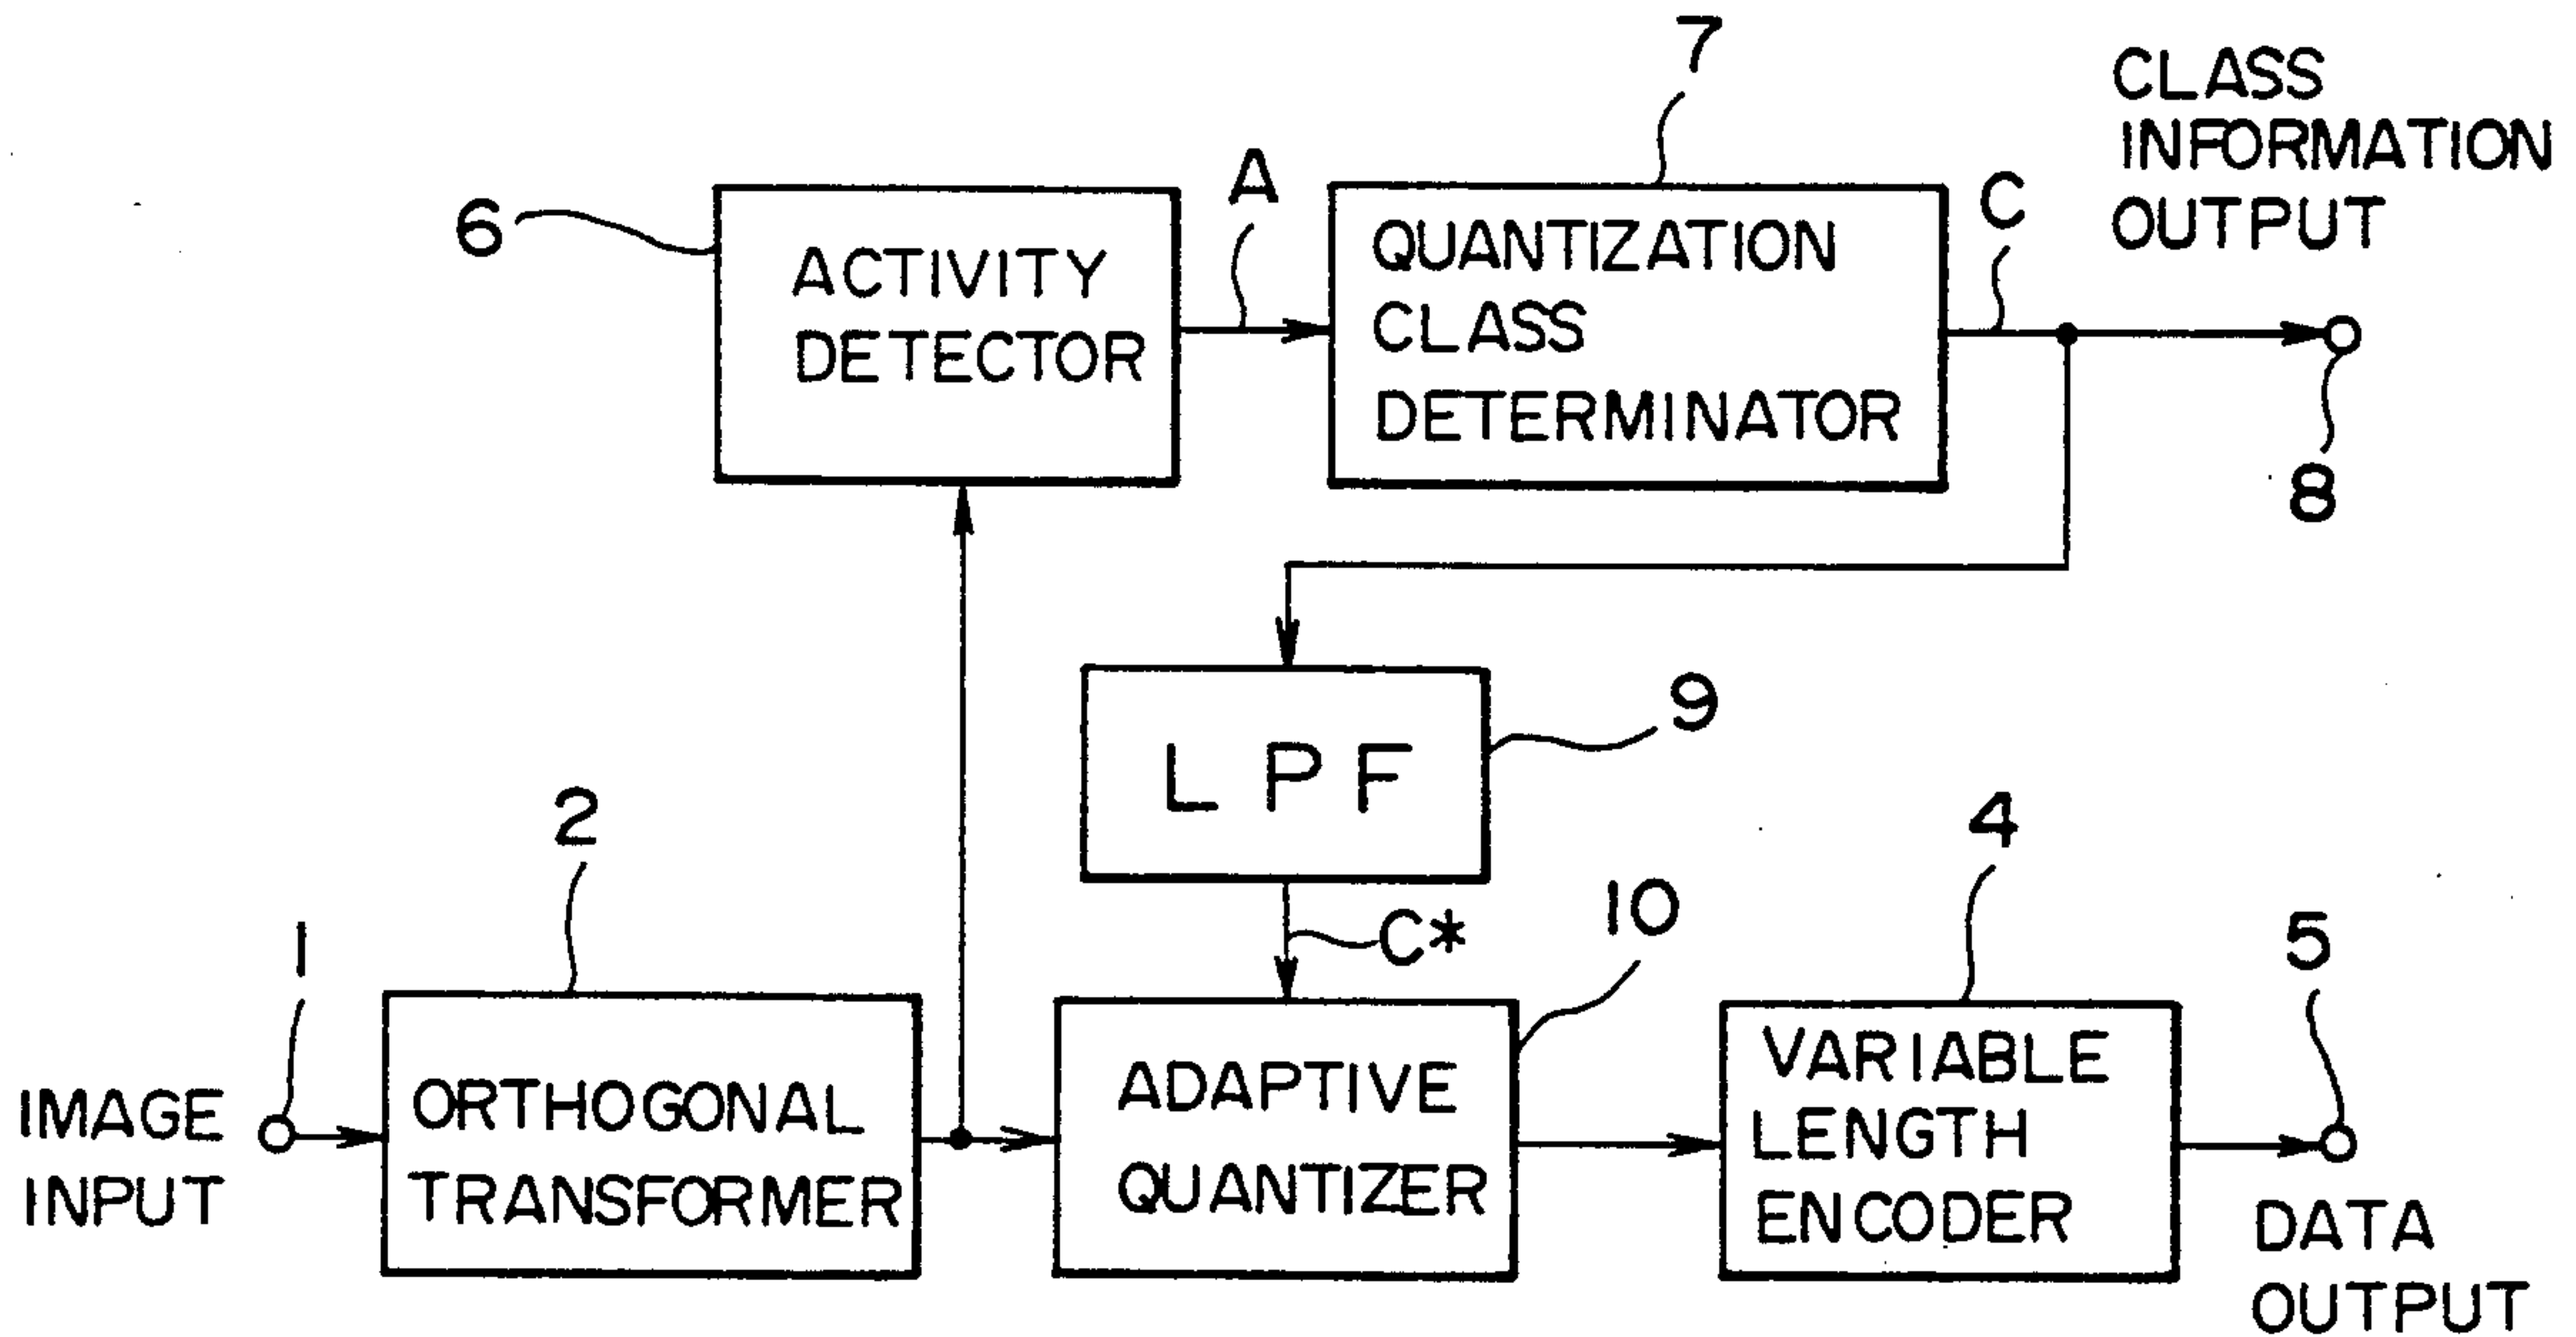 7
CLASS
INFORMATION
OUTPUT
6
A
C
ACTIVITY
DETECTOR
QUANTIZATION
CLASS
DETERMINATOR
8
9
L P F
2
4
1
C*
10
5
IMAGE
INPUT
ORTHOGONAL
TRANSFORMER
ADAPTIVE
QUANTIZER
VARIABLE
LENGTH
ENCODER
DATA
OUTPUT